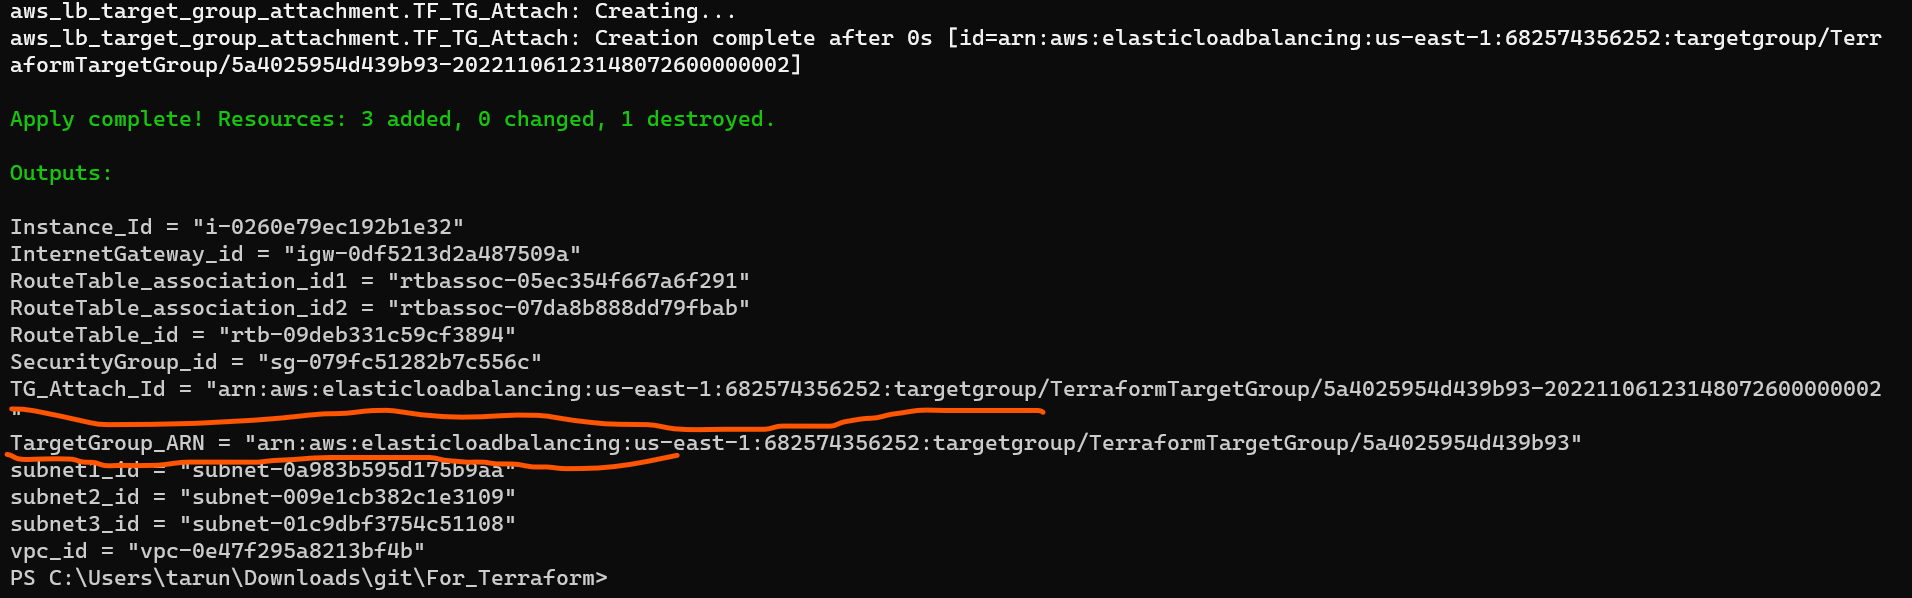 aws_lb_target_group_attachment.TF_TG_Attach: Creating...
aws_lb_target_group_attachment.TF_TG_Attach: Creation complete after 0s [id=arn:aws:elasticloadbalancing:us-east-1:682574356252:targetgroup/Terr
aformTargetGroup/5a4025954d439b93-20221106123148072600000002]
Apply complete! Resources: 3 added, 0 changed, 1 destroyed.
Outputs:
Instance_Id = "i-0260e79ec192b1e32"
InternetGateway_id = "igw-0df5213d2a487509a"
RouteTable_association_id1 = "rtbassoc-05ec354f667a6f291"
RouteTable_association_id2 = "rtbassoc-07da8b888dd79fbab"
RouteTable_id = "rtb-09deb331c59cf3894"
SecurityGroup_id = "sg-079fc51282b7c556c"
TG_Attach_Id = "arn:aws:elasticloadbalancing:us-east-1:682574356252:targetgroup/TerraformTargetGroup/5a4025954d439b93-20221106123148072600000002
"
TargetGroup_ARN = "arn:aws:elasticloadbalancing:us-east-1:682574356252:targetgroup/TerraformTargetGroup/5a4025954d439b93"
subnet1_id = "subnet-0a983b595d175b9aa"
subnet2_id = "subnet-009e1cb382c1e3109"
subnet3_id = "subnet-01c9dbf3754c51108"
vpc_id = "vpc-0e47f295a8213bf4b"
PS C:\Users\tarun\Downloads\git\For_Terraform>